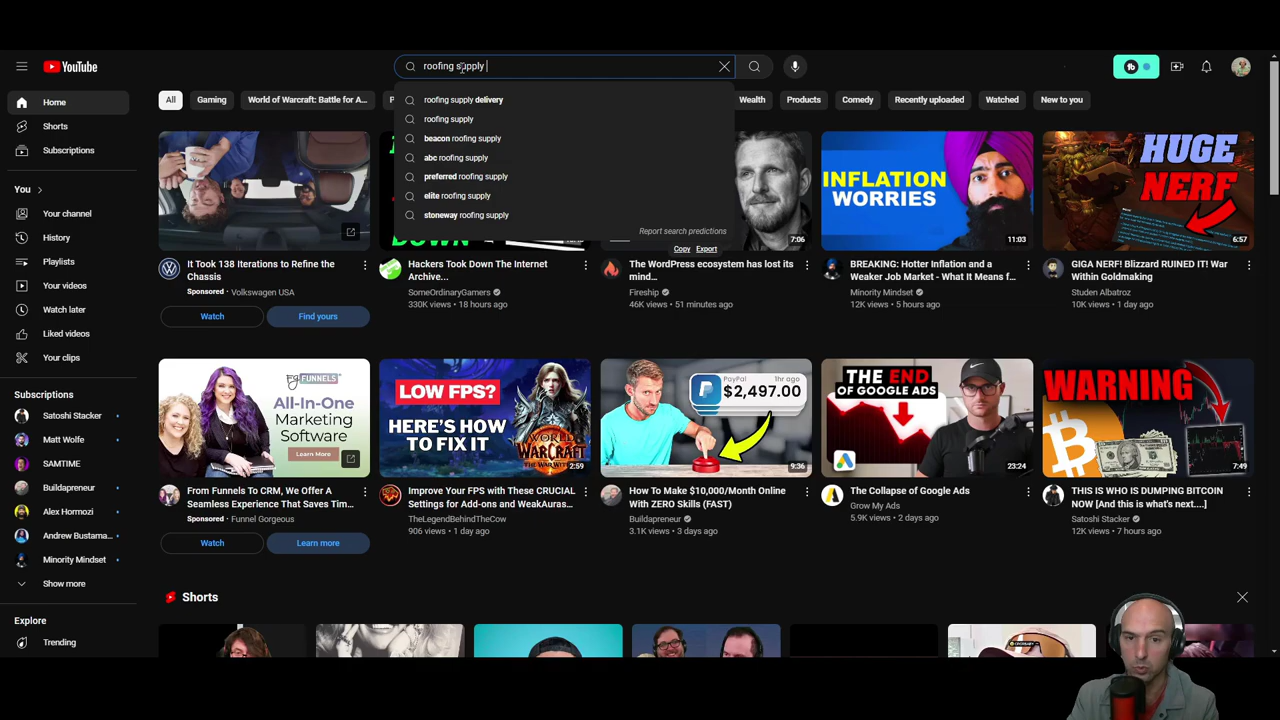 YouTube
roofing supply
Home
Shorts
Subscriptions
You
Your channel
History
Playlists
Your videos
Watch later
Liked videos
Your clips
Subscriptions
Satoshi Stacker
Matt Wolfe
SAMTIME
Buildapreneur
Alex Hormozi
Andrew Bustama...
Minority Mindset
Show more
Explore
Trending
All
Gaming
World of Warcraft: Battle for A...
Wealth
Products
Comedy
Recently uploaded
Watched
New to you
roofing supply delivery
roofing supply
beacon roofing supply
abc roofing supply
preferred roofing supply
elite roofing supply
stoneway roofing supply
Report search predictions
Copy
Export
DOWN
7:06
INFLATION
WORRIES
11:03
HUGE
NERF
6:57
It Took 138 Iterations to Refine the
Chassis
Sponsored • Volkswagen USA
Watch
Find yours
Hackers Took Down The Internet
Archive...
SomeOrdinaryGamers
330K views • 18 hours ago
The WordPress ecosystem has lost its
mind...
Fireship
46K views • 51 minutes ago
BREAKING: Hotter Inflation and a
Weaker Job Market - What It Means f...
Minority Mindset
12K views • 5 hours ago
GIGA NERF! Blizzard RUINED IT! War
Within Goldmaking
Studen Albatroz
10K views • 1 day ago
FUNNELS
All-In-One
Marketing
Software
Learn More
LOW FPS?
HERE'S HOW
TO FIX IT
WORLD
WARCRAFT
THE WAR WITHIN
2:59
PayPal
1hr ago
$2,497.00
9:36
THE END
OF GOOGLE ADS
23:24
WARNING
7:49
From Funnels To CRM, We Offer A
Seamless Experience That Saves Tim...
Sponsored • Funnel Gorgeous
Watch
Learn more
Improve Your FPS with These CRUCIAL
Settings for Add-ons and WeakAuras...
TheLegendBehindTheCow
906 views • 1 day ago
How To Make $10,000/Month Online
With ZERO Skills (FAST)
Buildapreneur
3.1K views • 3 days ago
The Collapse of Google Ads
Grow My Ads
5.9K views • 2 days ago
THIS IS WHO IS DUMPING BITCOIN
NOW [And this is what's next....]
Satoshi Stacker
12K views • 7 hours ago
Shorts